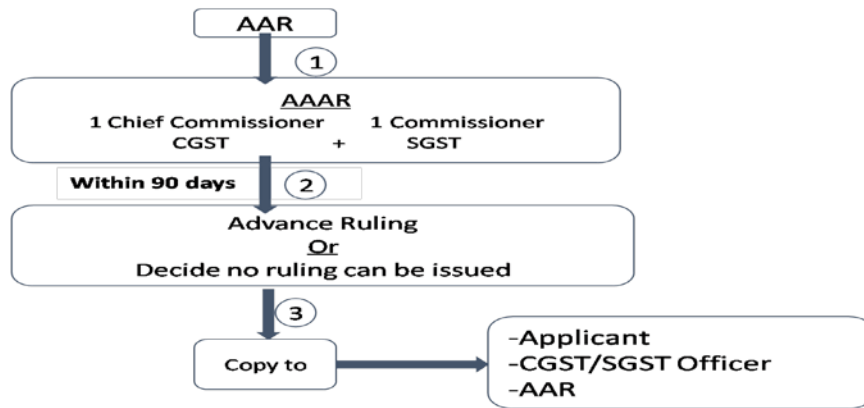 AAR
1
AAAR
1 Chief Commissioner 1 Commissioner
CGST + SGST
Within 90 days 2
Advance Ruling
Or
Decide no ruling can be issued
3
Copy to
-Applicant
-CGST/SGST Officer
-AAR